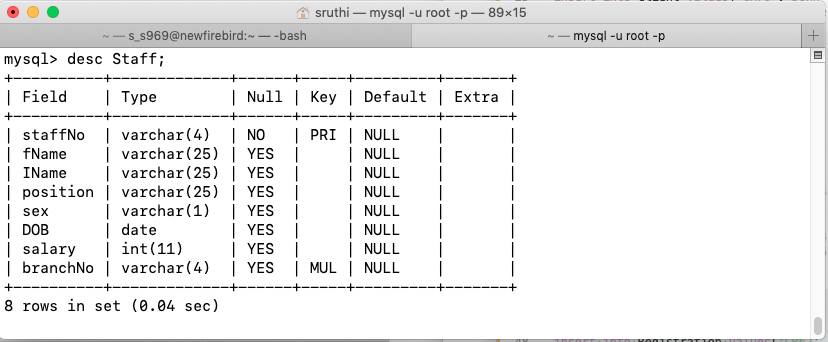 sruthi — mysql -u root -p — 89×15
~ — s_s969@newfirebird:~ — -bash
~ — mysql -u root -p
mysql> desc Staff;
+----------+-------------+------+-----+---------+-------+
| Field    | Type        | Null | Key | Default | Extra |
+----------+-------------+------+-----+---------+-------+
| staffNo  | varchar(4)  | NO   | PRI | NULL    |       |
| fName    | varchar(25) | YES  |     | NULL    |       |
| IName    | varchar(25) | YES  |     | NULL    |       |
| position | varchar(25) | YES  |     | NULL    |       |
| sex      | varchar(1)  | YES  |     | NULL    |       |
| DOB      | date        | YES  |     | NULL    |       |
| salary   | int(11)     | YES  |     | NULL    |       |
| branchNo | varchar(4)  | YES  | MUL | NULL    |       |
+----------+-------------+------+-----+---------+-------+
8 rows in set (0.04 sec)